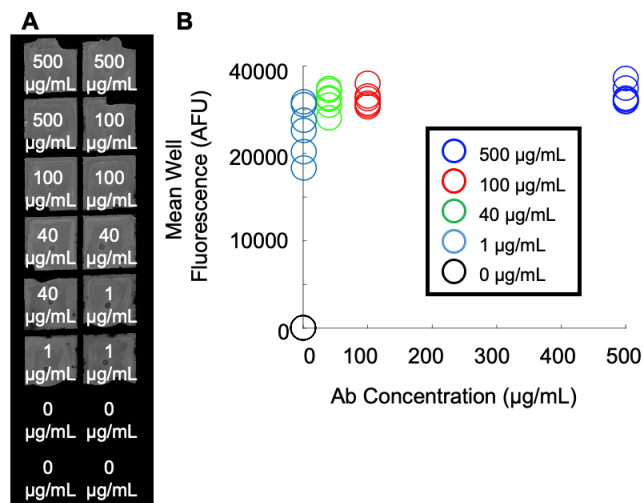 A
500 500
µg/mL µg/mL
500 100
µg/mL µg/mL
100 100
µg/mL µg/mL
40 40
µg/mL µg/mL
40 1
µg/mL µg/mL
1 1
µg/mL µg/mL
0 0
µg/mL µg/mL
0 0
µg/mL µg/mL
B
Mean Well
Fluorescence (AFU)
40000
20000
10000
0
500 µg/mL
100 µg/mL
40 µg/mL
1 µg/mL
0 µg/mL
0 100 200 300 400 500
Ab Concentration (µg/mL)